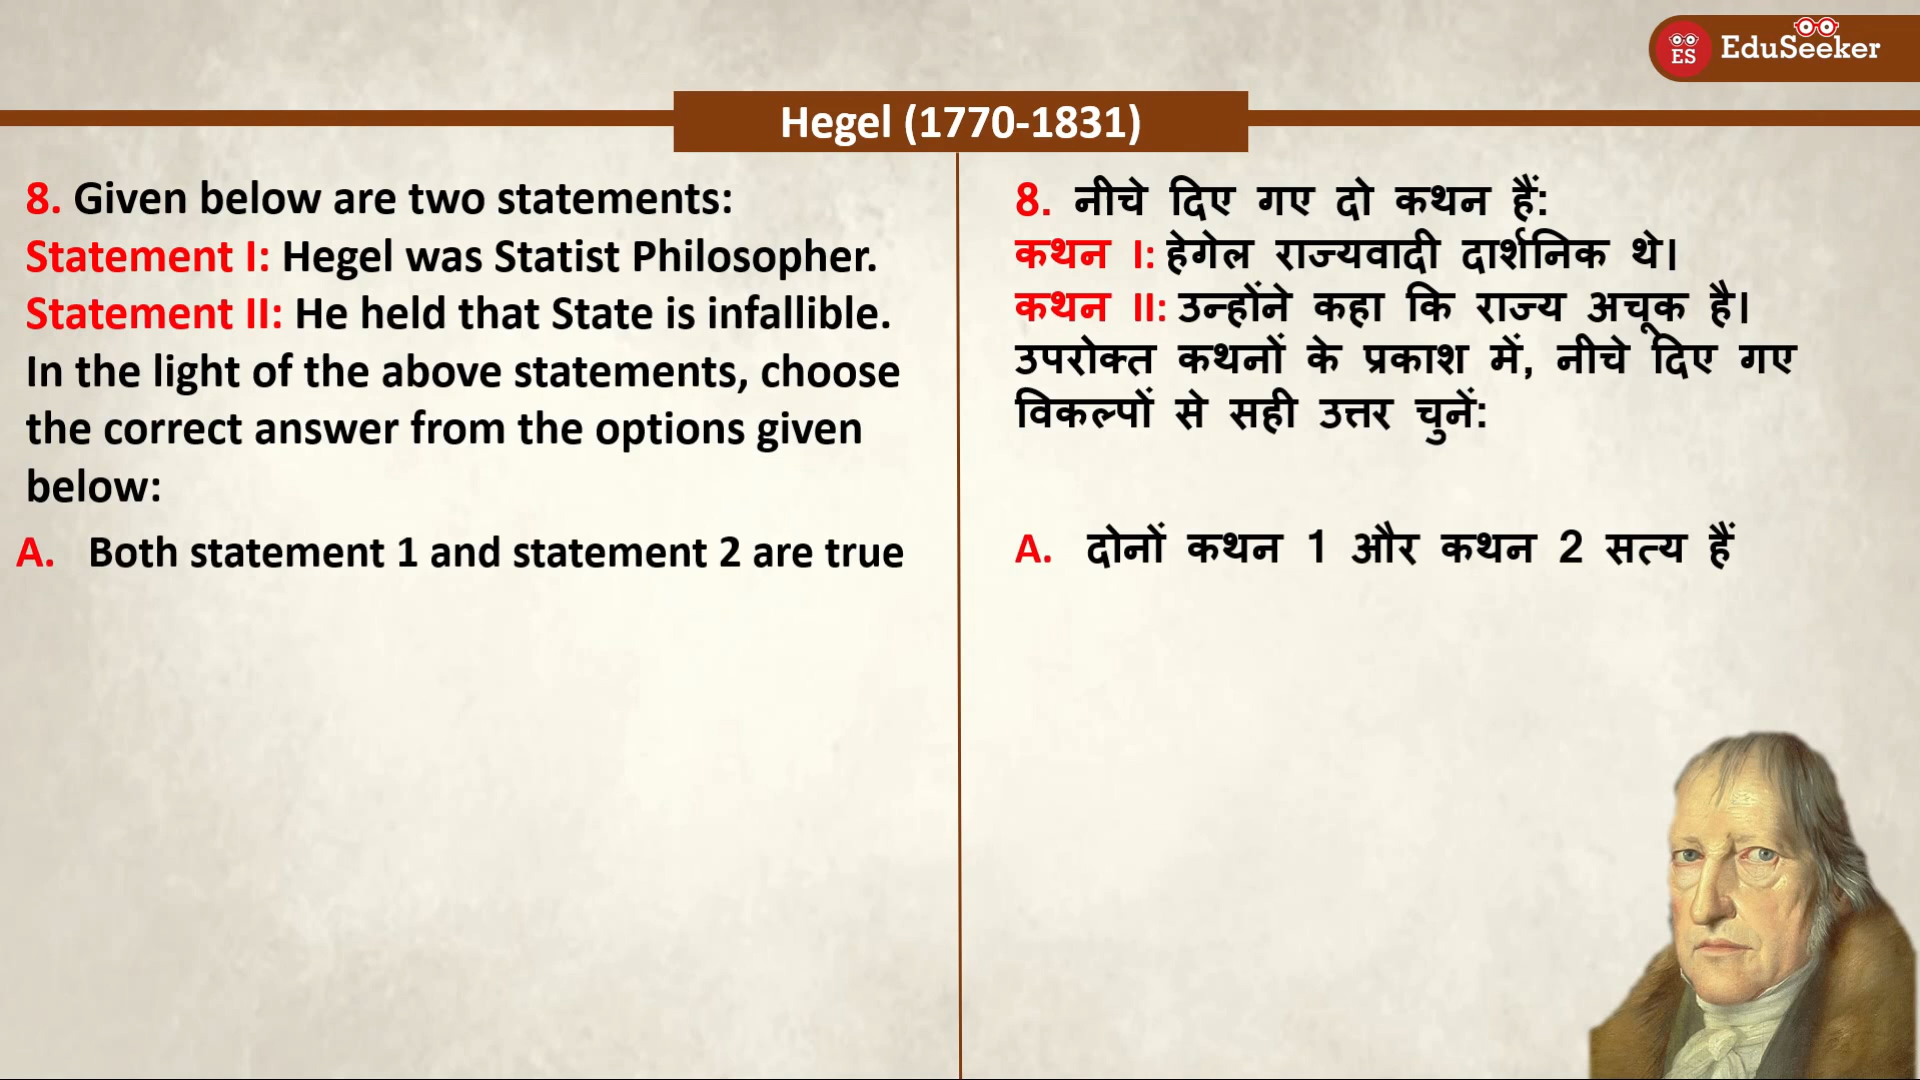 ES EduSeeker
Hegel (1770-1831)
8. Given below are two statements:
Statement I: Hegel was Statist Philosopher.
Statement II: He held that State is infallible.
In the light of the above statements, choose
the correct answer from the options given
below:
A. Both statement 1 and statement 2 are true
8. नीचे दिए गए दो कथन हैं:
कथन I: हेगेल राज्यवादी दार्शनिक थे।
कथन II: उन्होंने कहा कि राज्य अचूक है।
उपरोक्त कथनों के प्रकाश में, नीचे दिए गए
विकल्पों से सही उत्तर चुनें:
A. दोनों कथन 1 और कथन 2 सत्य हैं